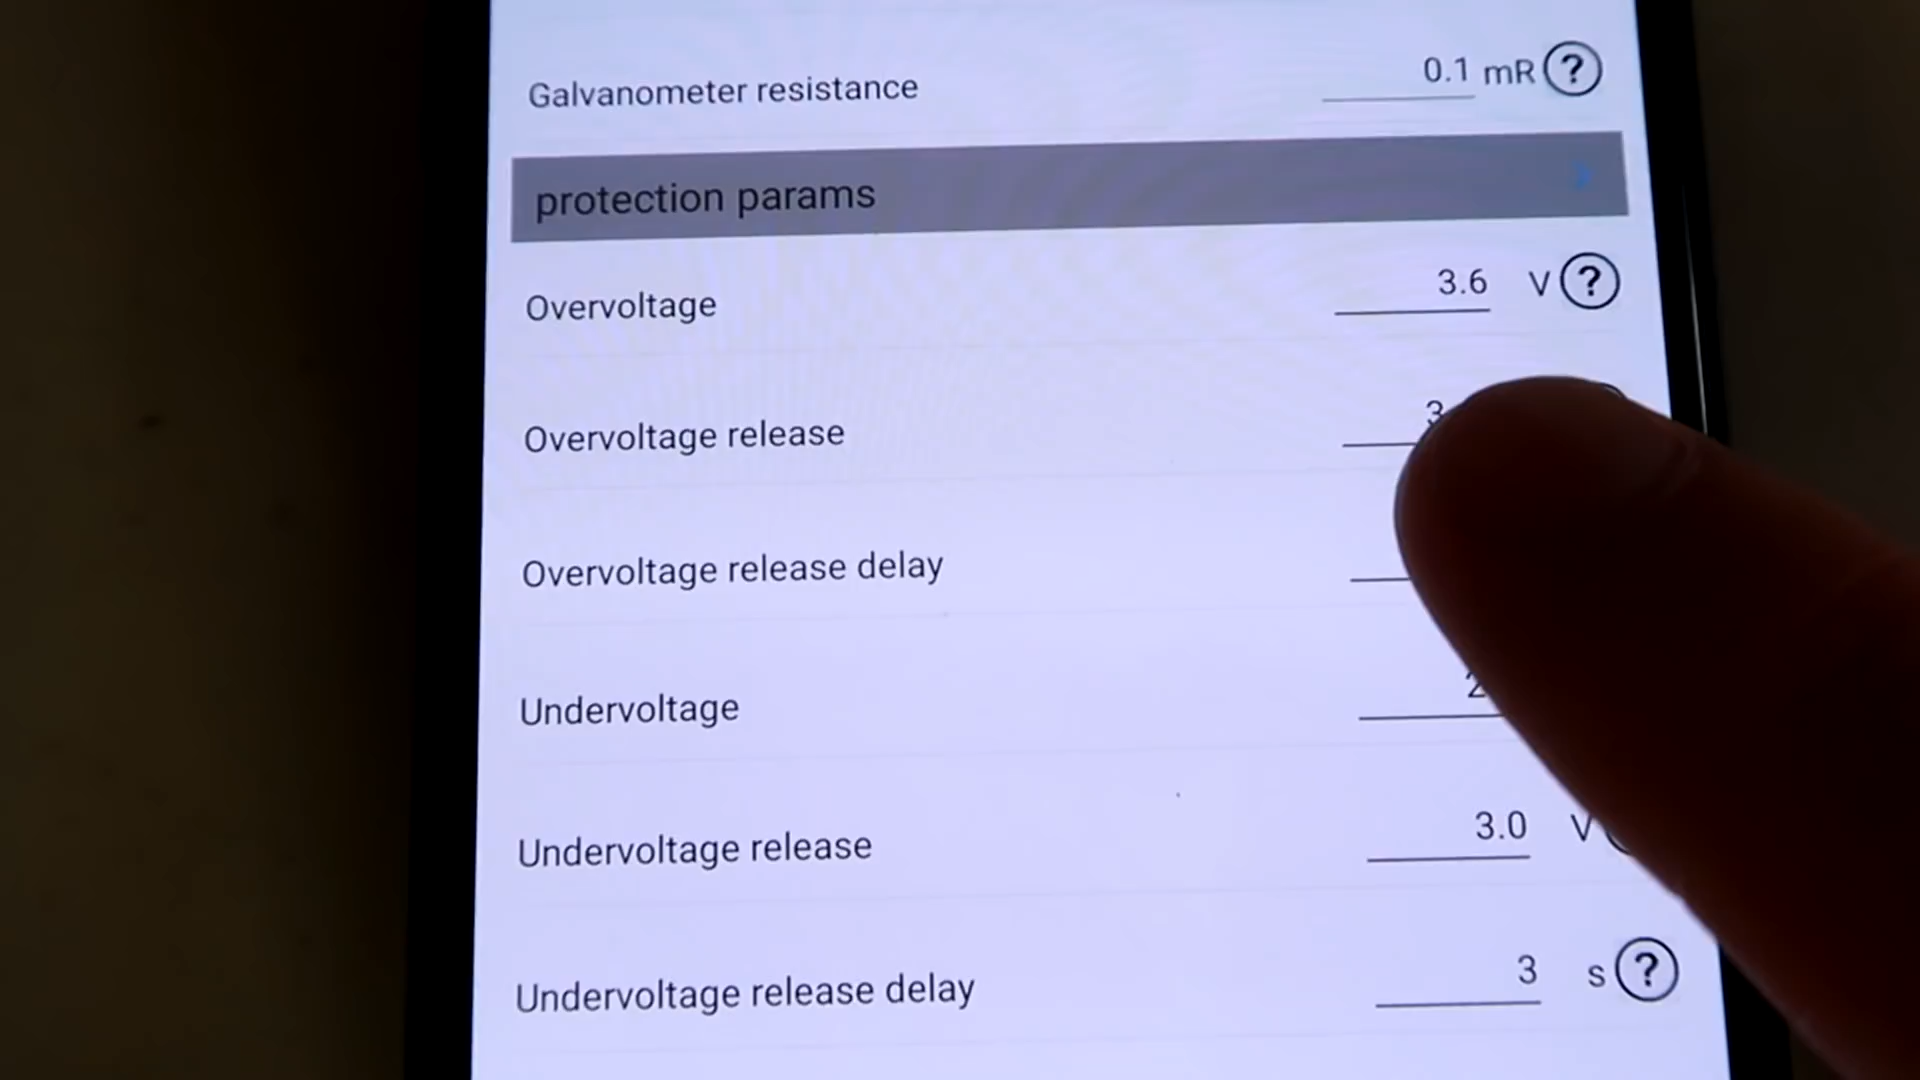 Galvanometer resistance 0.1 mR ?
protection params
Overvoltage 3.6 V ?
Overvoltage release
Overvoltage release delay
Undervoltage
Undervoltage release 3.0 V
Undervoltage release delay 3 s ?